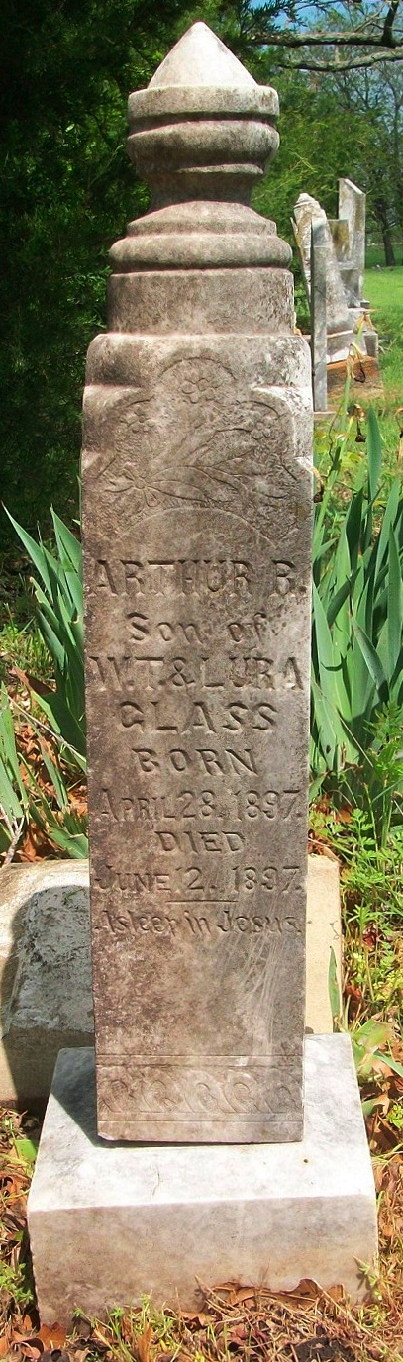 ARTHUR R.
Son of
W.T. & LURA
GLASS
BORN
APRIL 28, 1897.
DIED
JUNE 12, 1897.
Asleep in Jesus.